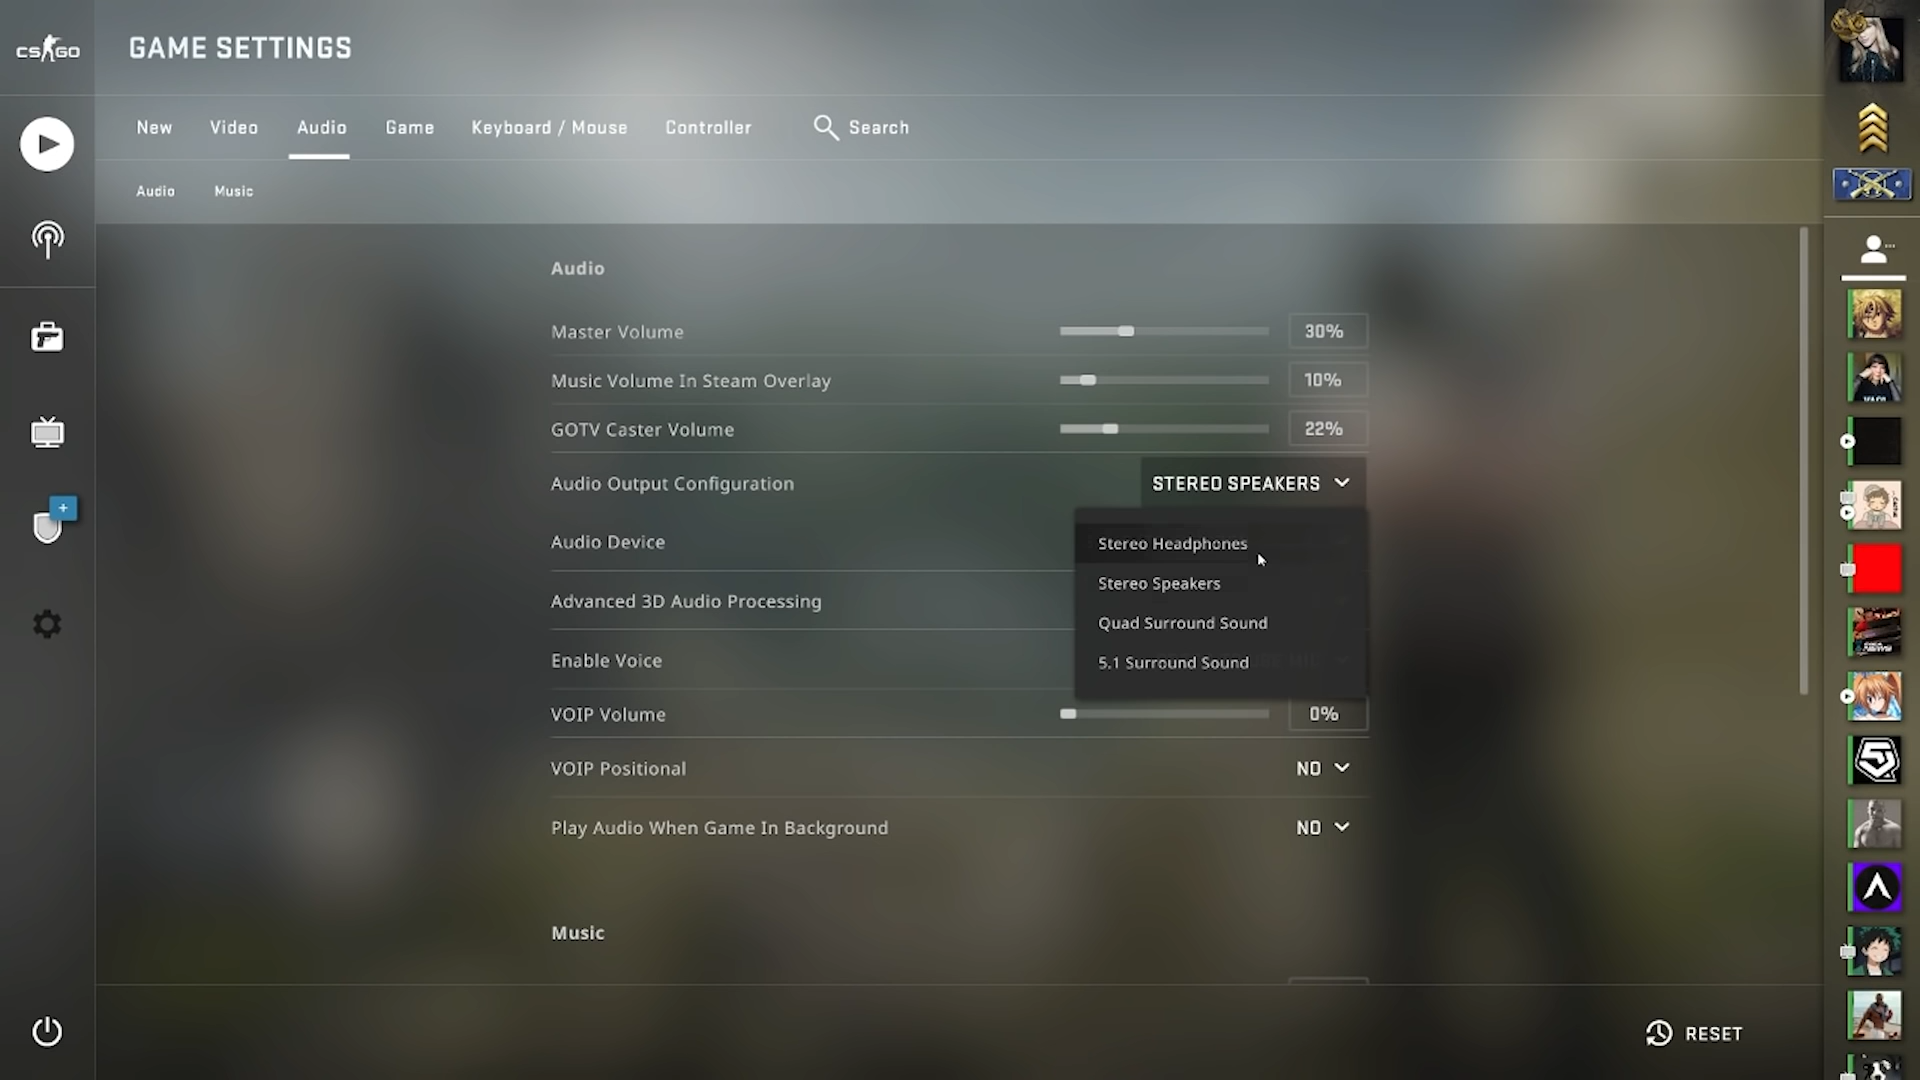 CS GO
GAME SETTINGS
New Video Audio Game Keyboard / Mouse Controller Search
Audio Music
Audio
Master Volume 30%
Music Volume In Steam Overlay 10%
GOTV Caster Volume 22%
Audio Output Configuration STEREO SPEAKERS
Stereo Headphones
Audio Device
Stereo Speakers
Advanced 3D Audio Processing
Quad Surround Sound
Enable Voice
5.1 Surround Sound
VOIP Volume 0%
VOIP Positional NO
Play Audio When Game In Background NO
Music
RESET